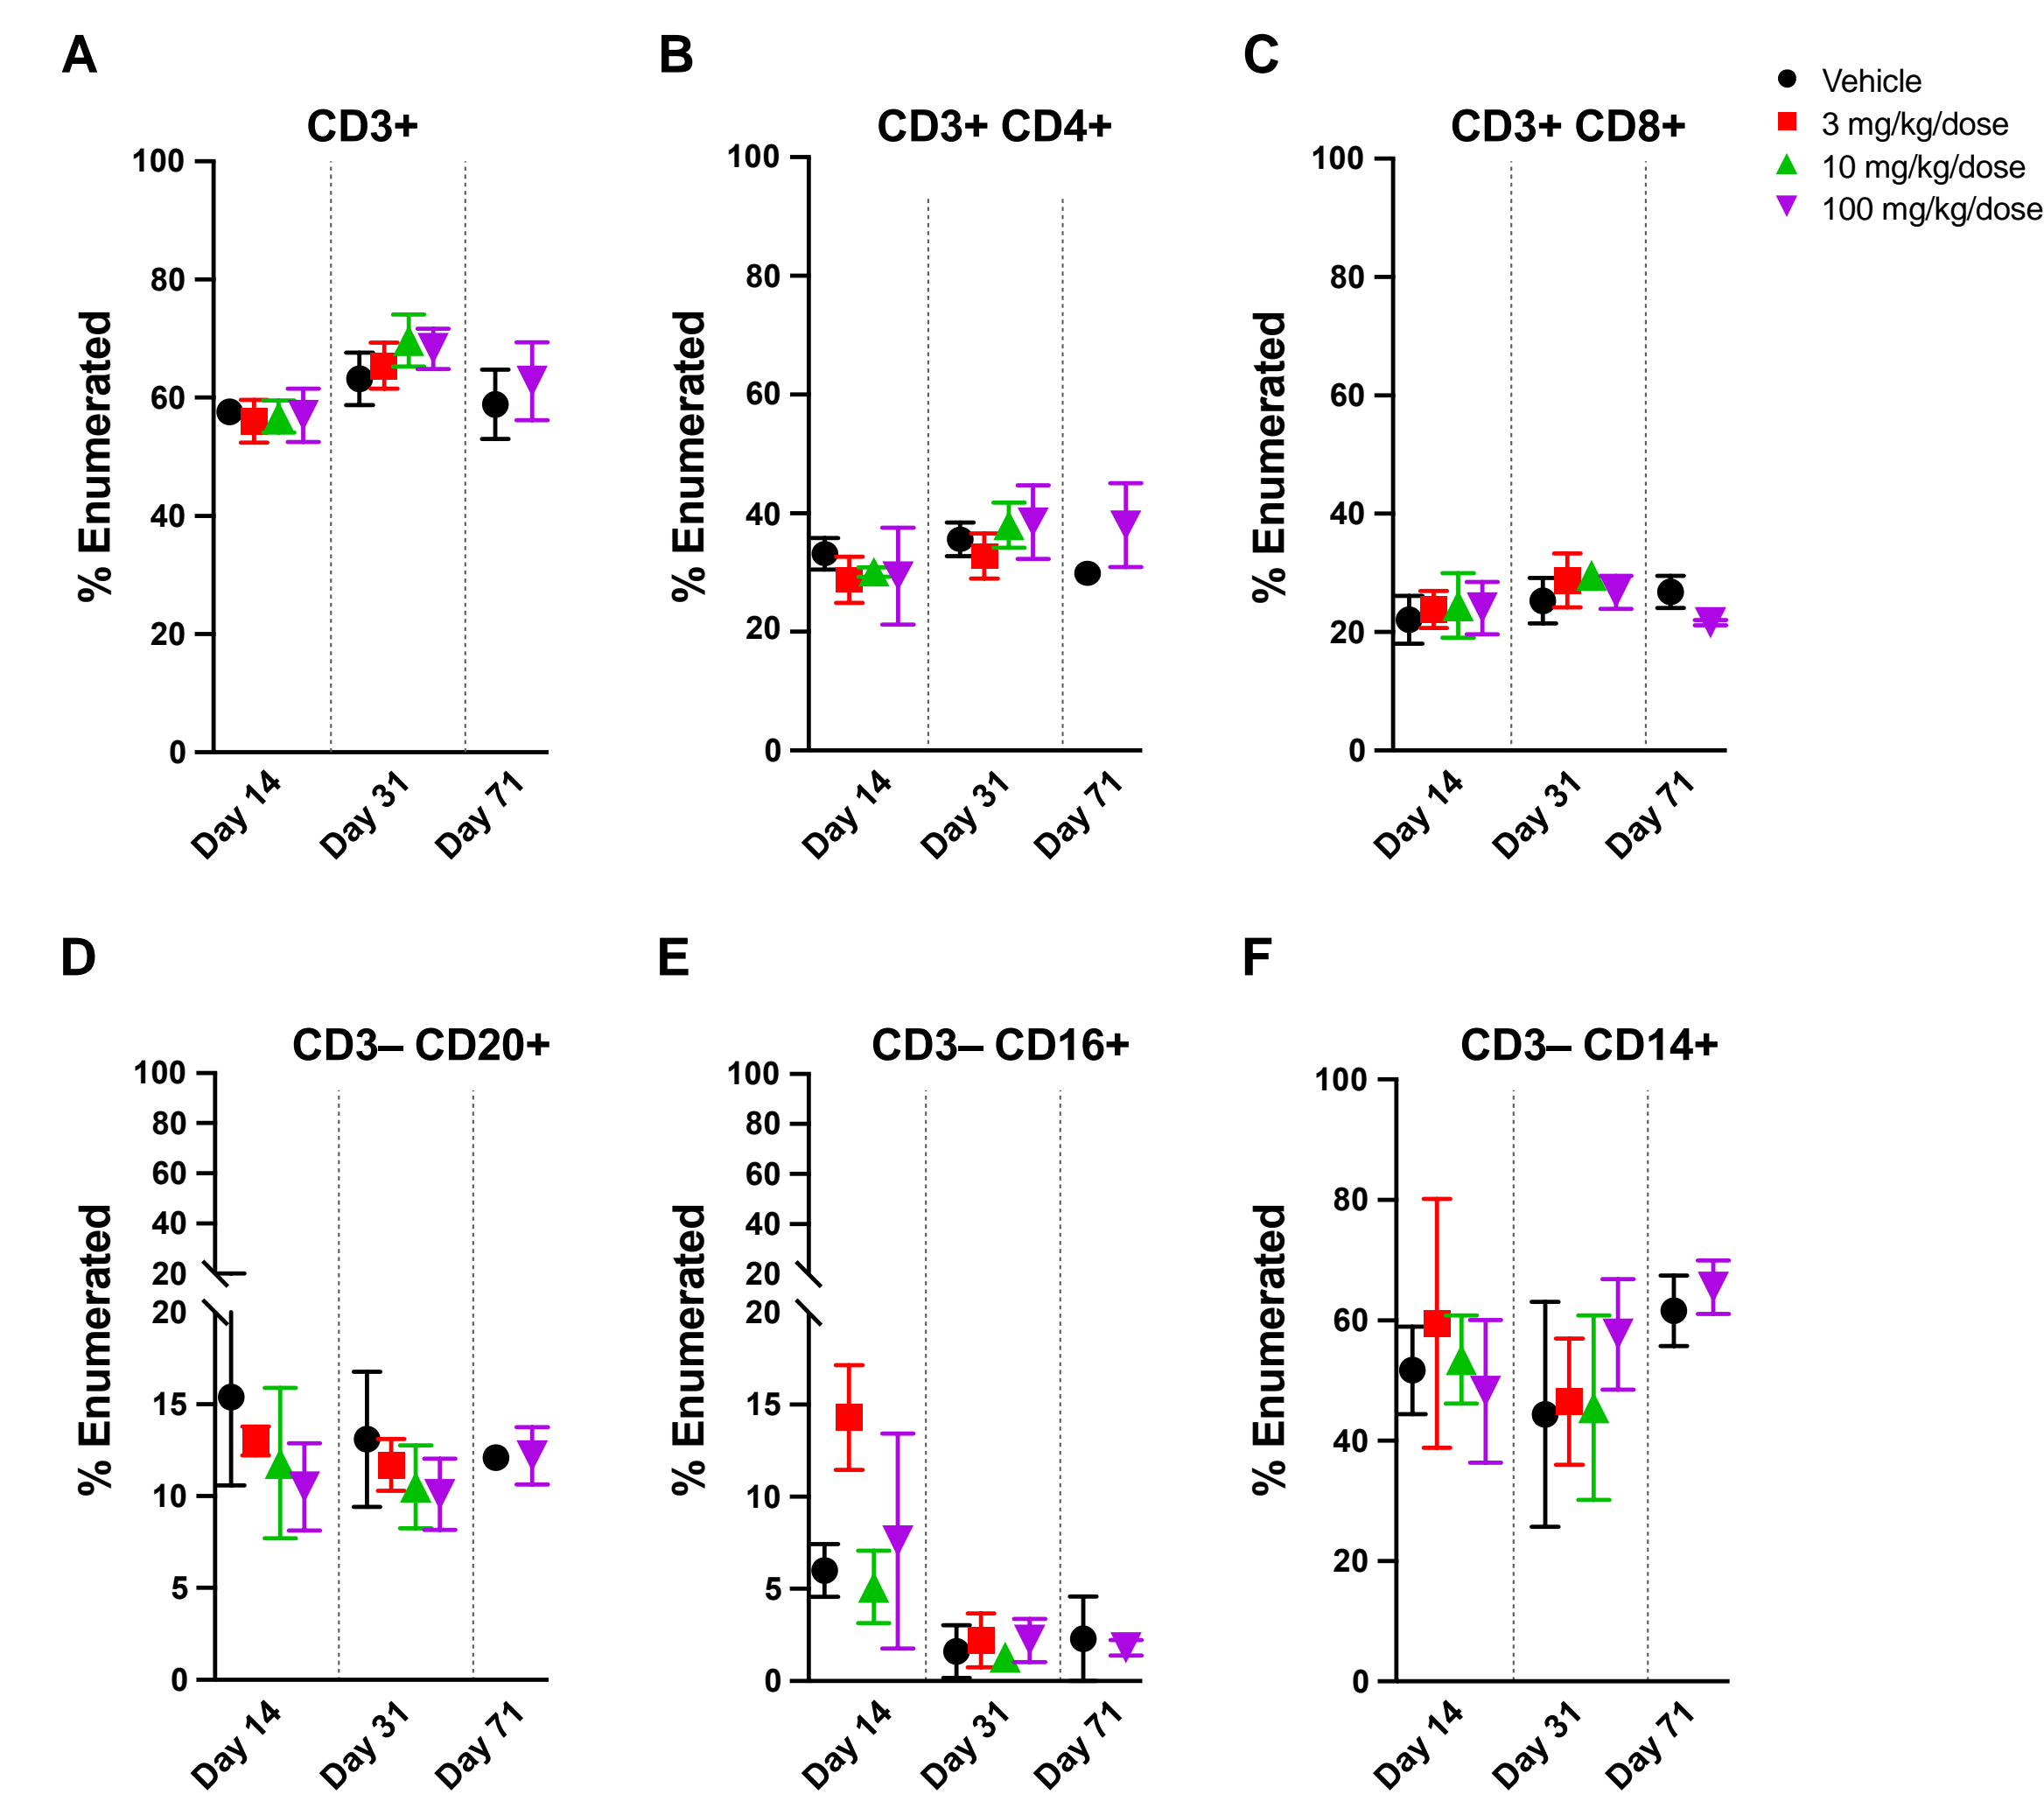 A
B
C
Vehicle
3 mg/kg/dose
10 mg/kg/dose
100 mg/kg/dose
CD3+
% Enumerated
100
80
60
40
20
0
Day 14
Day 31
Day 71
CD3+ CD4+
% Enumerated
100
80
60
40
20
0
Day 14
Day 31
Day 71
CD3+ CD8+
% Enumerated
100
80
60
40
20
0
Day 14
Day 31
Day 71
D
E
F
CD3– CD20+
% Enumerated
100
80
60
40
20
20
15
10
5
0
Day 14
Day 31
Day 71
CD3– CD16+
% Enumerated
100
80
60
40
20
20
15
10
5
0
Day 14
Day 31
Day 71
CD3– CD14+
% Enumerated
100
80
60
40
20
0
Day 14
Day 31
Day 71